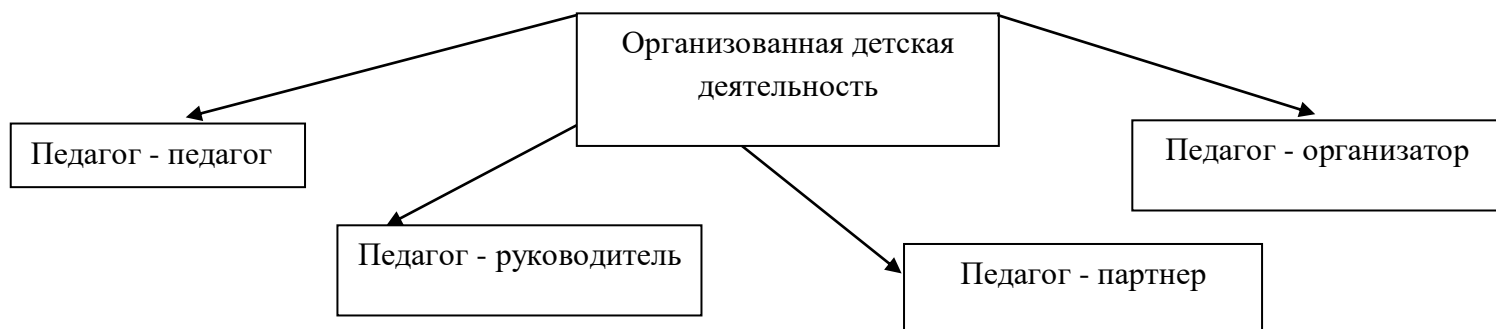 Организованная детская
деятельность
Педагог - педагог
Педагог - организатор
Педагог - руководитель
Педагог - партнер